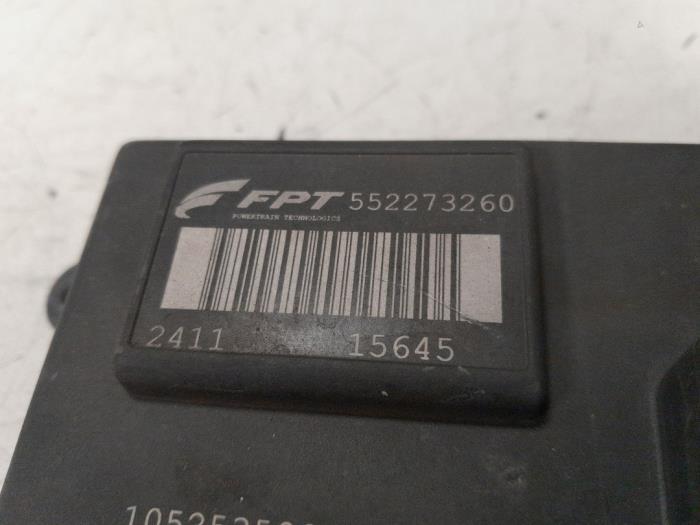 FPT 552273260
POWERTRAIN TECHNOLOGIES
2411 15645